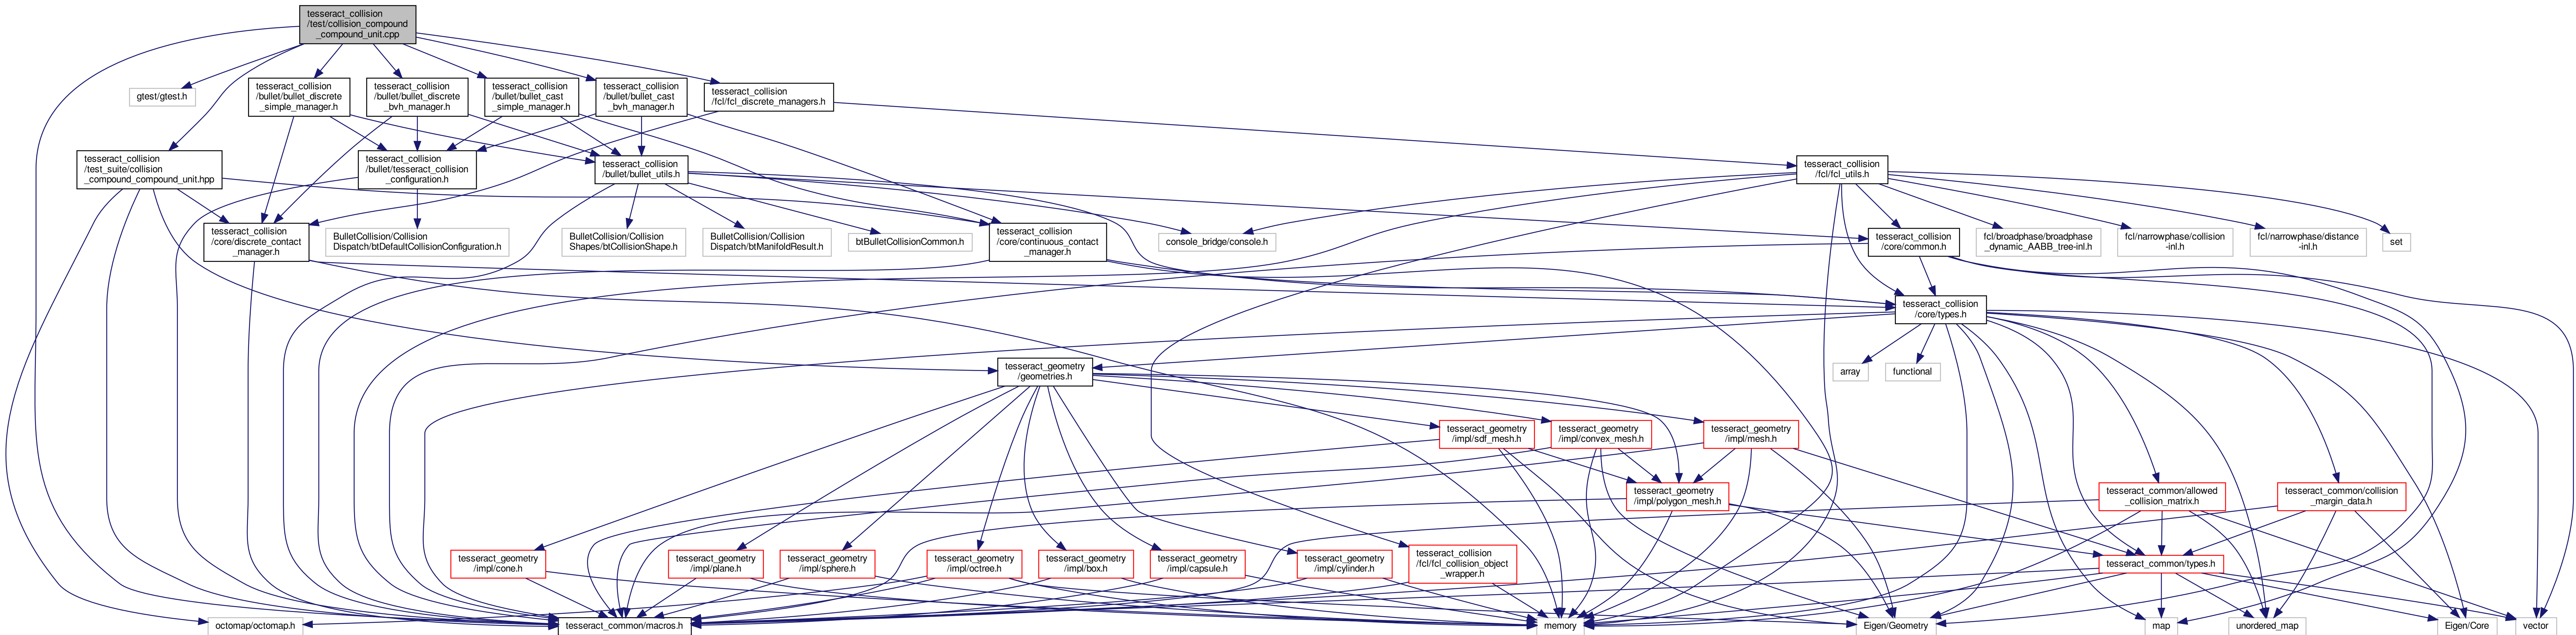 tesseract_collision
/test/collision_compound
_compound_unit.cpp
gtest/gtest.h
tesseract_collision
/bullet/bullet_discrete
_simple_manager.h
tesseract_collision
/bullet/bullet_discrete
_bvh_manager.h
tesseract_collision
/bullet/bullet_cast
_simple_manager.h
tesseract_collision
/bullet/bullet_cast
_bvh_manager.h
tesseract_collision
/fcl/fcl_discrete_managers.h
tesseract_collision
/test_suite/collision
_compound_compound_unit.hpp
tesseract_collision
/bullet/tesseract_collision
_configuration.h
tesseract_collision
/bullet/bullet_utils.h
tesseract_collision
/fcl/fcl_utils.h
tesseract_collision
/core/discrete_contact
_manager.h
BulletCollision/Collision
Dispatch/btDefaultCollisionConfiguration.h
BulletCollision/Collision
Shapes/btCollisionShape.h
BulletCollision/Collision
Dispatch/btManifoldResult.h
btBulletCollisionCommon.h
tesseract_collision
/core/continuous_contact
_manager.h
console_bridge/console.h
tesseract_collision
/core/common.h
fcl/broadphase/broadphase
_dynamic_AABB_tree-inl.h
fcl/narrowphase/collision
-inl.h
fcl/narrowphase/distance
-inl.h
set
tesseract_collision
/core/types.h
tesseract_geometry
/geometries.h
array
functional
tesseract_geometry
/impl/sdf_mesh.h
tesseract_geometry
/impl/convex_mesh.h
tesseract_geometry
/impl/mesh.h
tesseract_geometry
/impl/polygon_mesh.h
tesseract_common/allowed
_collision_matrix.h
tesseract_common/collision
_margin_data.h
tesseract_geometry
/impl/cone.h
tesseract_geometry
/impl/plane.h
tesseract_geometry
/impl/sphere.h
tesseract_geometry
/impl/octree.h
tesseract_geometry
/impl/box.h
tesseract_geometry
/impl/capsule.h
tesseract_geometry
/impl/cylinder.h
tesseract_collision
/fcl/fcl_collision_object
_wrapper.h
tesseract_common/types.h
octomap/octomap.h
tesseract_common/macros.h
memory
Eigen/Geometry
map
unordered_map
Eigen/Core
vector